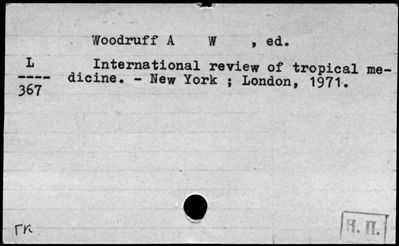 Woodruff A W , ed.
L International review of tropical me-
---- dicine. - New York ; London, 1971.
367
ГК
Н. П.